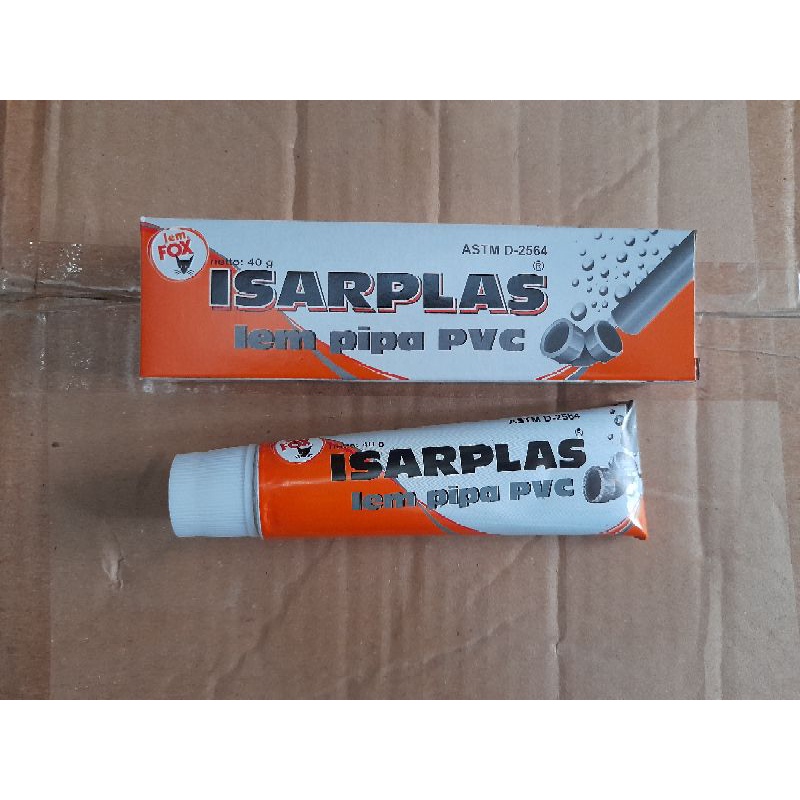 lem
FOX
netto: 40 g
ASTM D-2564
ISARPLAS®
lem pipa PVC
FOX
ASTM D-2564
ISARPLAS®
lem pipa PVC